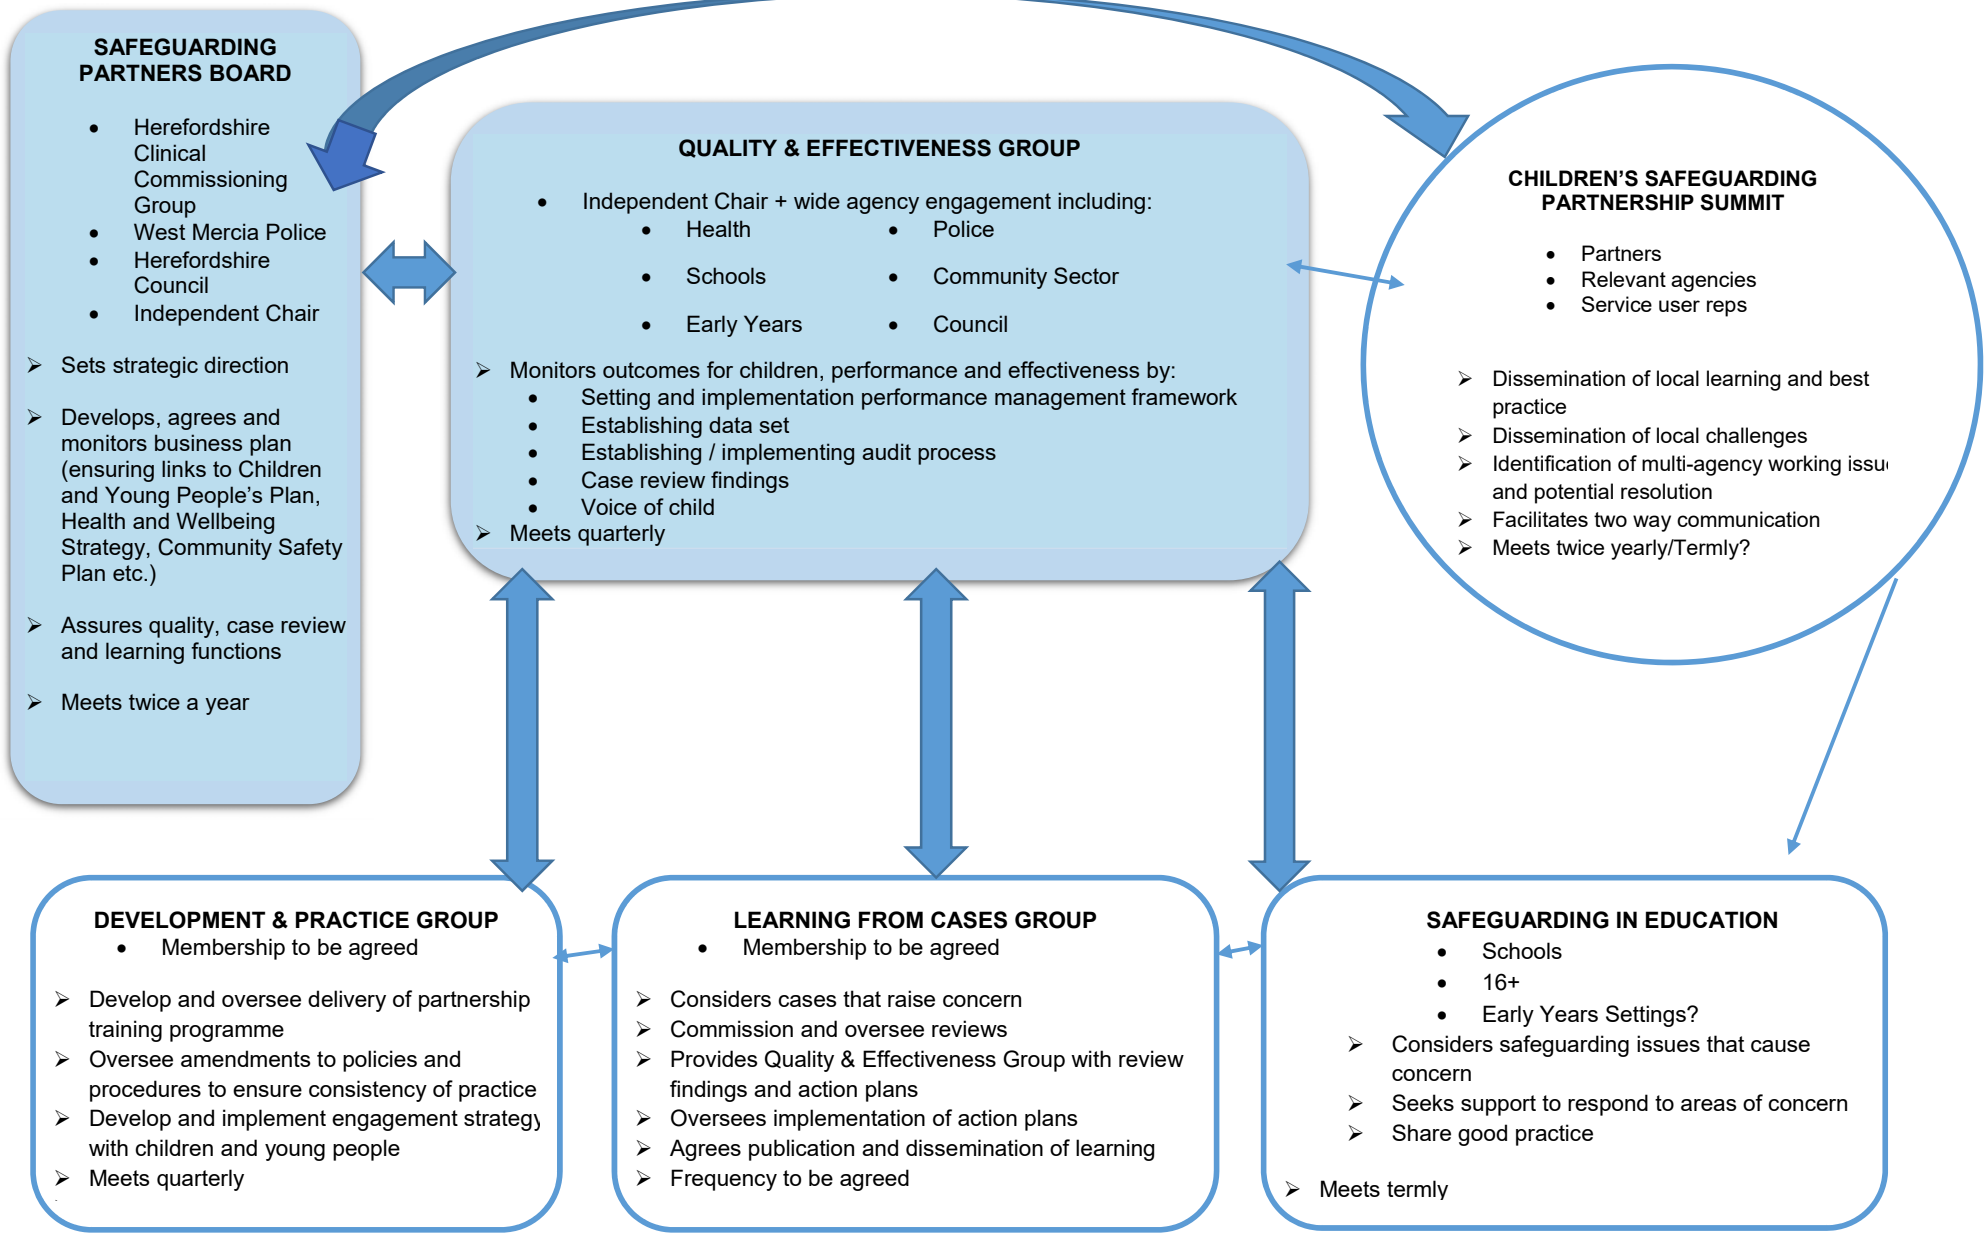 SAFEGUARDING
PARTNERS BOARD
• Herefordshire
Clinical
Commissioning
Group
• West Mercia Police
• Herefordshire
Council
• Independent Chair
➢ Sets strategic direction
➢ Develops, agrees and
monitors business plan
(ensuring links to Children
and Young People’s Plan,
Health and Wellbeing
Strategy, Community Safety
Plan etc.)
➢ Assures quality, case review
and learning functions
➢ Meets twice a year
QUALITY & EFFECTIVENESS GROUP
• Independent Chair + wide agency engagement including:
• Health • Police
• Schools • Community Sector
• Early Years • Council
➢ Monitors outcomes for children, performance and effectiveness by:
• Setting and implementation performance management framework
• Establishing data set
• Establishing / implementing audit process
• Case review findings
• Voice of child
➢ Meets quarterly
CHILDREN’S SAFEGUARDING
PARTNERSHIP SUMMIT
• Partners
• Relevant agencies
• Service user reps
➢ Dissemination of local learning and best
practice
➢ Dissemination of local challenges
➢ Identification of multi-agency working issu
and potential resolution
➢ Facilitates two way communication
➢ Meets twice yearly/Termly?
DEVELOPMENT & PRACTICE GROUP
• Membership to be agreed
➢ Develop and oversee delivery of partnership
training programme
➢ Oversee amendments to policies and
procedures to ensure consistency of practice
➢ Develop and implement engagement strategy
with children and young people
➢ Meets quarterly
LEARNING FROM CASES GROUP
• Membership to be agreed
➢ Considers cases that raise concern
➢ Commission and oversee reviews
➢ Provides Quality & Effectiveness Group with review
findings and action plans
➢ Oversees implementation of action plans
➢ Agrees publication and dissemination of learning
➢ Frequency to be agreed
SAFEGUARDING IN EDUCATION
• Schools
• 16+
• Early Years Settings?
➢ Considers safeguarding issues that cause
concern
➢ Seeks support to respond to areas of concern
➢ Share good practice
➢ Meets termly